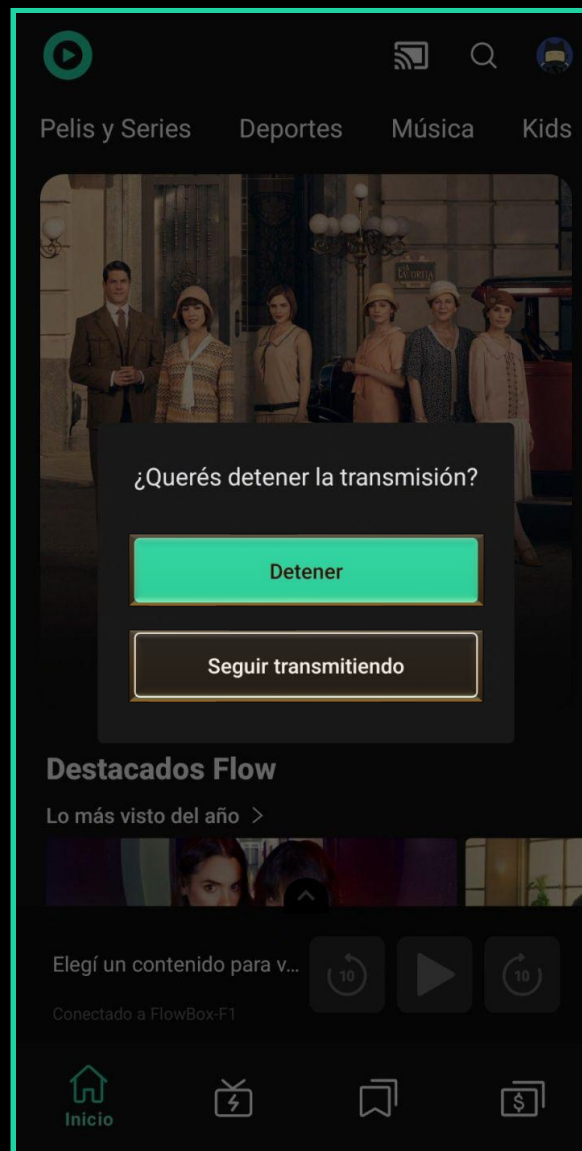 Pelis y Series Deportes Música Kids
¿Querés detener la transmisión?
Detener
Seguir transmitiendo
Destacados Flow
Lo más visto del año >
10
10
Elegí un contenido para v...
Conectado a FlowBox-F1
Inicio